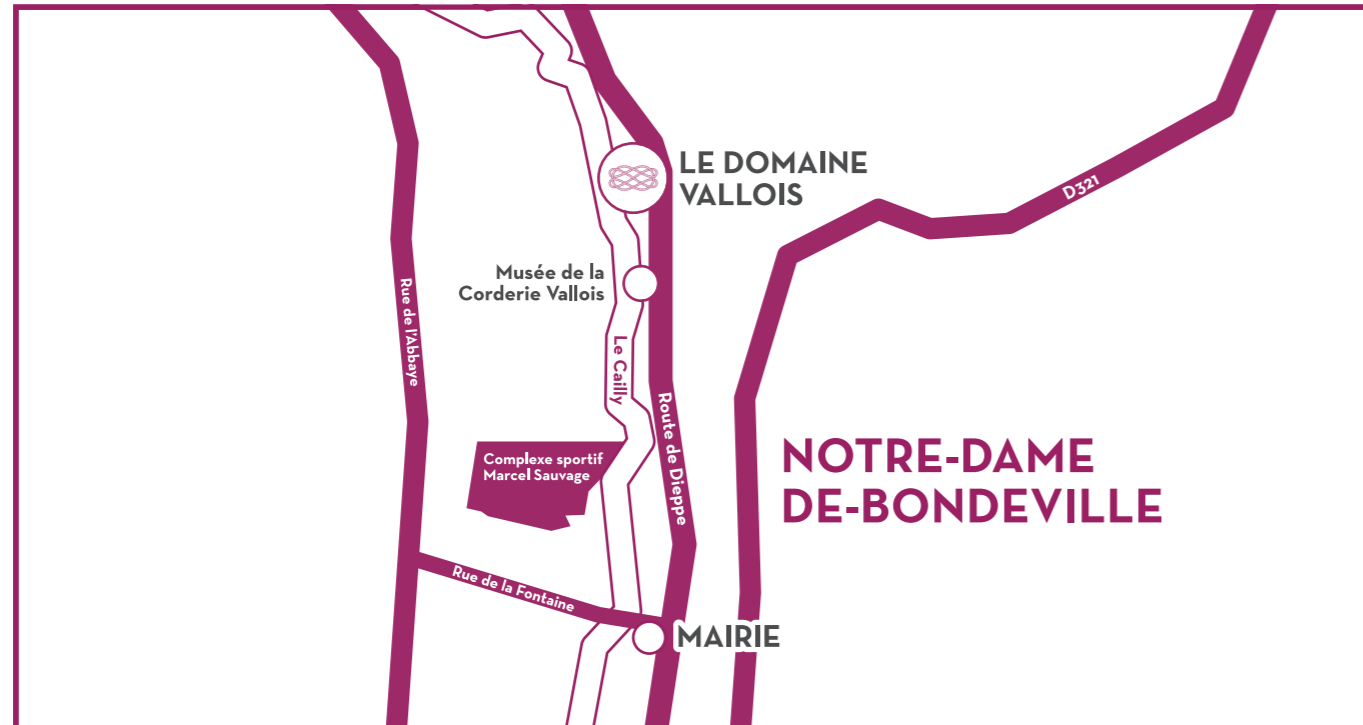 LE DOMAINE
VALLOIS
D321
Musée de la
Corderie Vallois
Rue de l'Abbaye
Le Cailly
Route de Dieppe
Complexe sportif
Marcel Sauvage
NOTRE-DAME
DE-BONDEVILLE
Rue de la Fontaine
MAIRIE